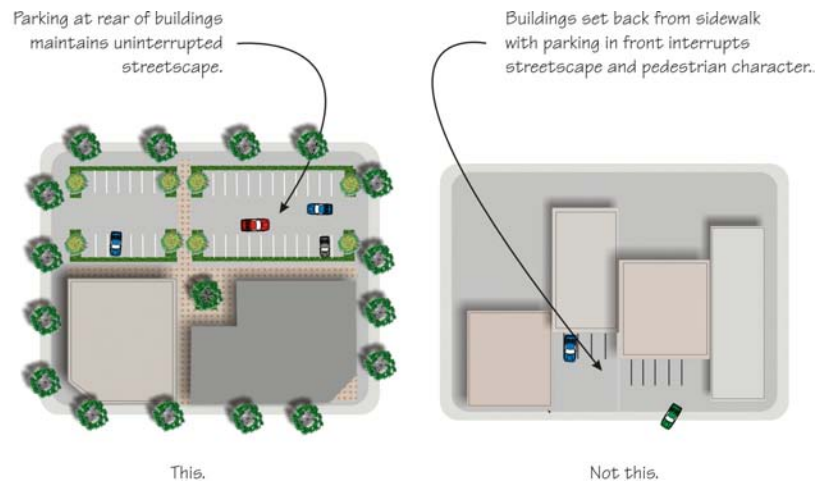 Parking at rear of buildings
maintains uninterrupted
streetscape.
Buildings set back from sidewalk
with parking in front interrupts
streetscape and pedestrian character..
This.
Not this.